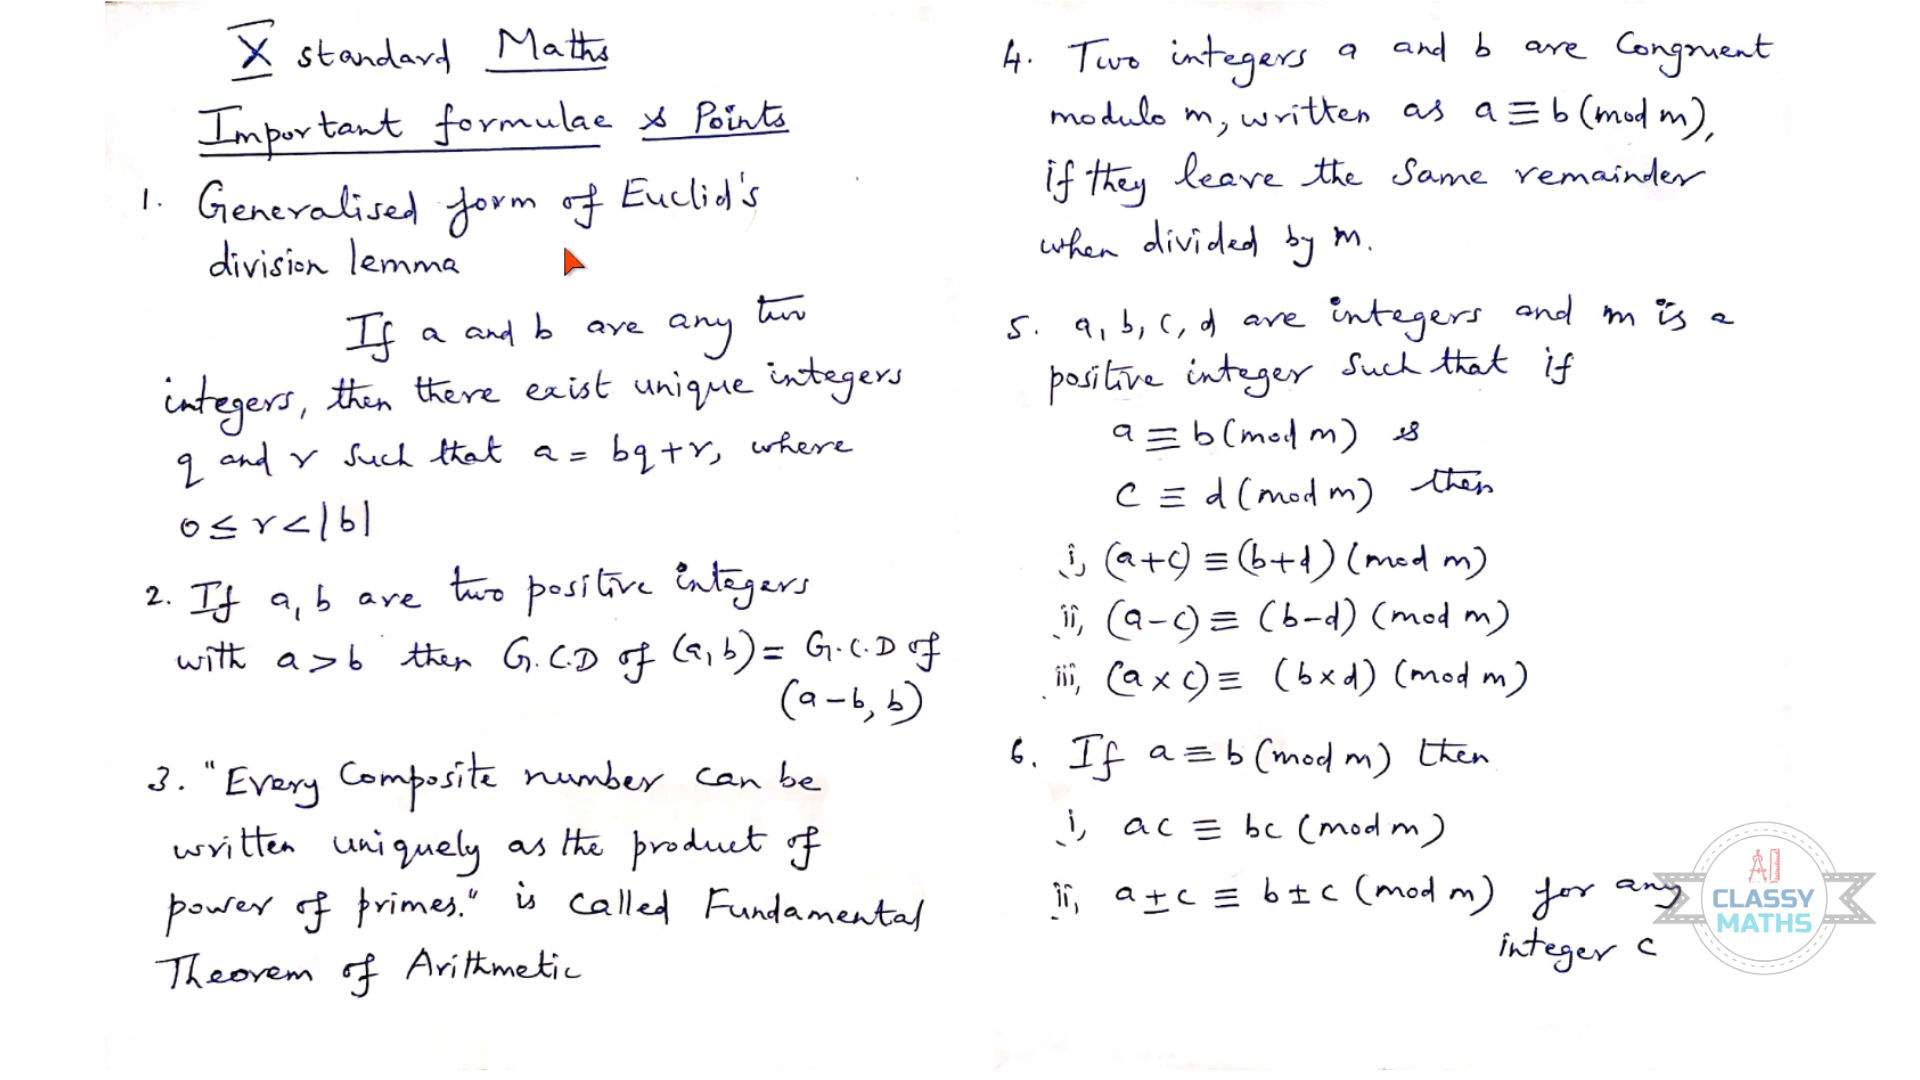 X standard Maths
Important formulae & Points
1. Generalised form of Euclid's
division lemma
If a and b are any two
integers, then there exist unique integers
q and r such that a = bq+r, where
0 ≤ r < |b|
2. If a, b are two positive integers
with a > b then G.C.D of (a, b) = G.C.D of
(a-b, b)
3. "Every Composite number can be
written uniquely as the product of
power of primes." is called Fundamental
Theorem of Arithmetic
4. Two integers a and b are Congruent
modulo m, written as a ≡ b (mod m),
if they leave the same remainder
when divided by m.
5. a, b, c, d are integers and m is a
positive integer such that if
a ≡ b (mod m) &
c ≡ d (mod m) then
i, (a+c) ≡ (b+d) (mod m)
ii, (a-c) ≡ (b-d) (mod m)
iii, (a×c) ≡ (b×d) (mod m)
6. If a ≡ b (mod m) then
i, ac ≡ bc (mod m)
ii, a±c ≡ b±c (mod m) for any
integer c
CLASSY
MATHS